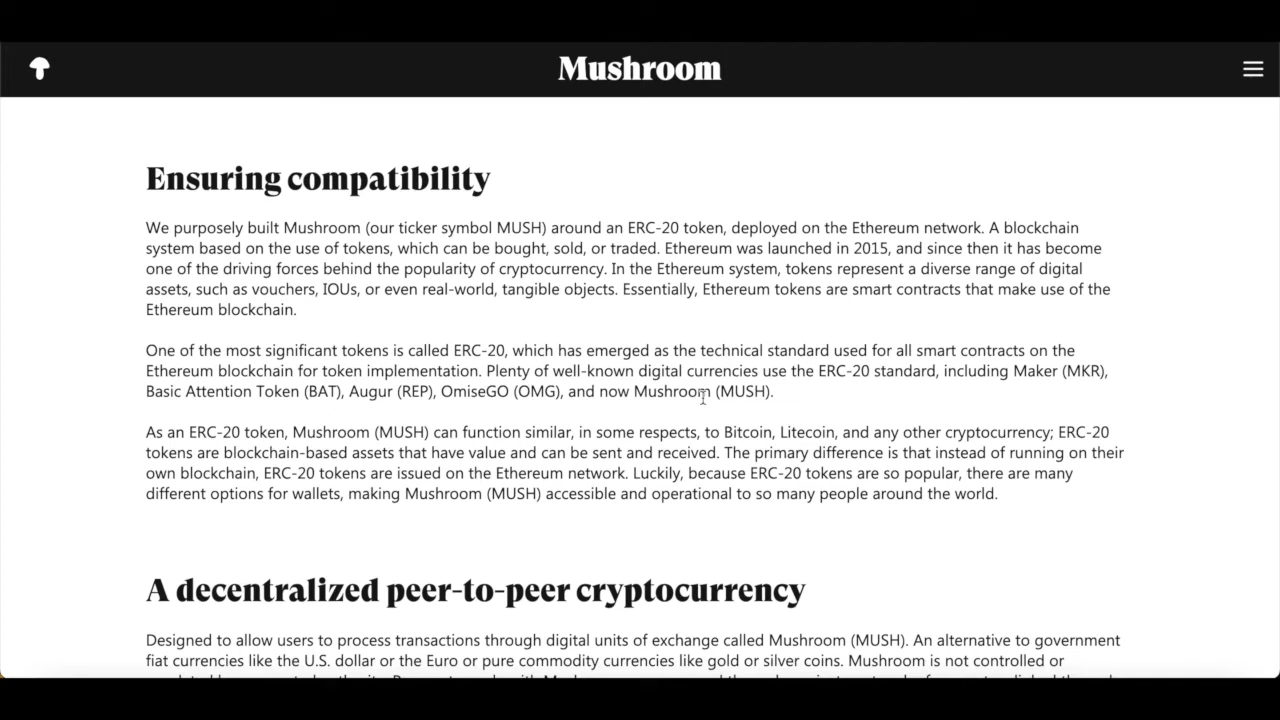 Mushroom
Ensuring compatibility
We purposely built Mushroom (our ticker symbol MUSH) around an ERC-20 token, deployed on the Ethereum network. A blockchain
system based on the use of tokens, which can be bought, sold, or traded. Ethereum was launched in 2015, and since then it has become
one of the driving forces behind the popularity of cryptocurrency. In the Ethereum system, tokens represent a diverse range of digital
assets, such as vouchers, IOUs, or even real-world, tangible objects. Essentially, Ethereum tokens are smart contracts that make use of the
Ethereum blockchain.
One of the most significant tokens is called ERC-20, which has emerged as the technical standard used for all smart contracts on the
Ethereum blockchain for token implementation. Plenty of well-known digital currencies use the ERC-20 standard, including Maker (MKR),
Basic Attention Token (BAT), Augur (REP), OmiseGO (OMG), and now Mushroom (MUSH).
As an ERC-20 token, Mushroom (MUSH) can function similar, in some respects, to Bitcoin, Litecoin, and any other cryptocurrency; ERC-20
tokens are blockchain-based assets that have value and can be sent and received. The primary difference is that instead of running on their
own blockchain, ERC-20 tokens are issued on the Ethereum network. Luckily, because ERC-20 tokens are so popular, there are many
different options for wallets, making Mushroom (MUSH) accessible and operational to so many people around the world.
A decentralized peer-to-peer cryptocurrency
Designed to allow users to process transactions through digital units of exchange called Mushroom (MUSH). An alternative to government
fiat currencies like the U.S. dollar or the Euro or pure commodity currencies like gold or silver coins. Mushroom is not controlled or